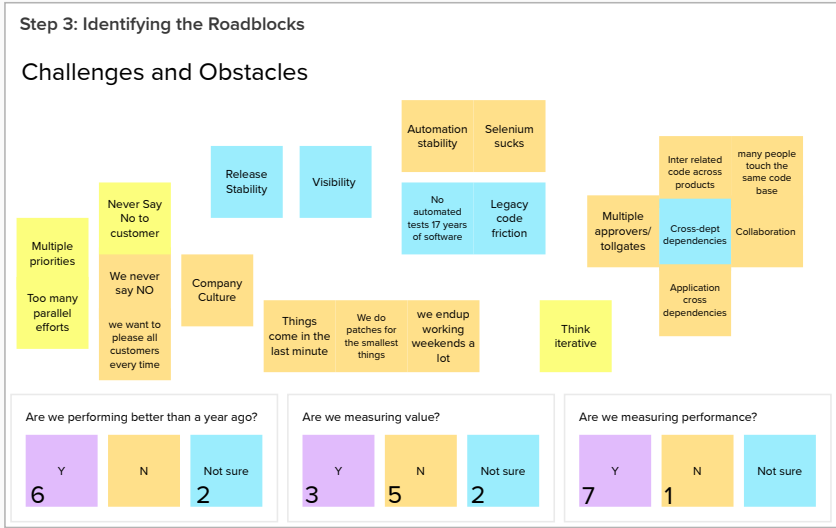 Step 3: Identifying the Roadblocks
Challenges and Obstacles
Multiple
priorities
Too many
parallel
efforts
Never Say
No to
customer
We never
say NO
we want to
please all
customers
every time
Company
Culture
Release
Stability
Visibility
Things
come in the
last minute
We do
patches for
the smallest
things
we endup
working
weekends a
lot
Automation
stability
Selenium
sucks
No
automated
tests 17 years
of software
Legacy
code
friction
Think
iterative
Multiple
approvers/
tollgates
Inter related
code across
products
many people
touch the
same code
base
Cross-dept
dependencies
Collaboration
Application
cross
dependencies
Are we performing better than a year ago?
Y
6
N
Not sure
2
Are we measuring value?
Y
3
N
5
Not sure
2
Are we measuring performance?
Y
7
N
1
Not sure